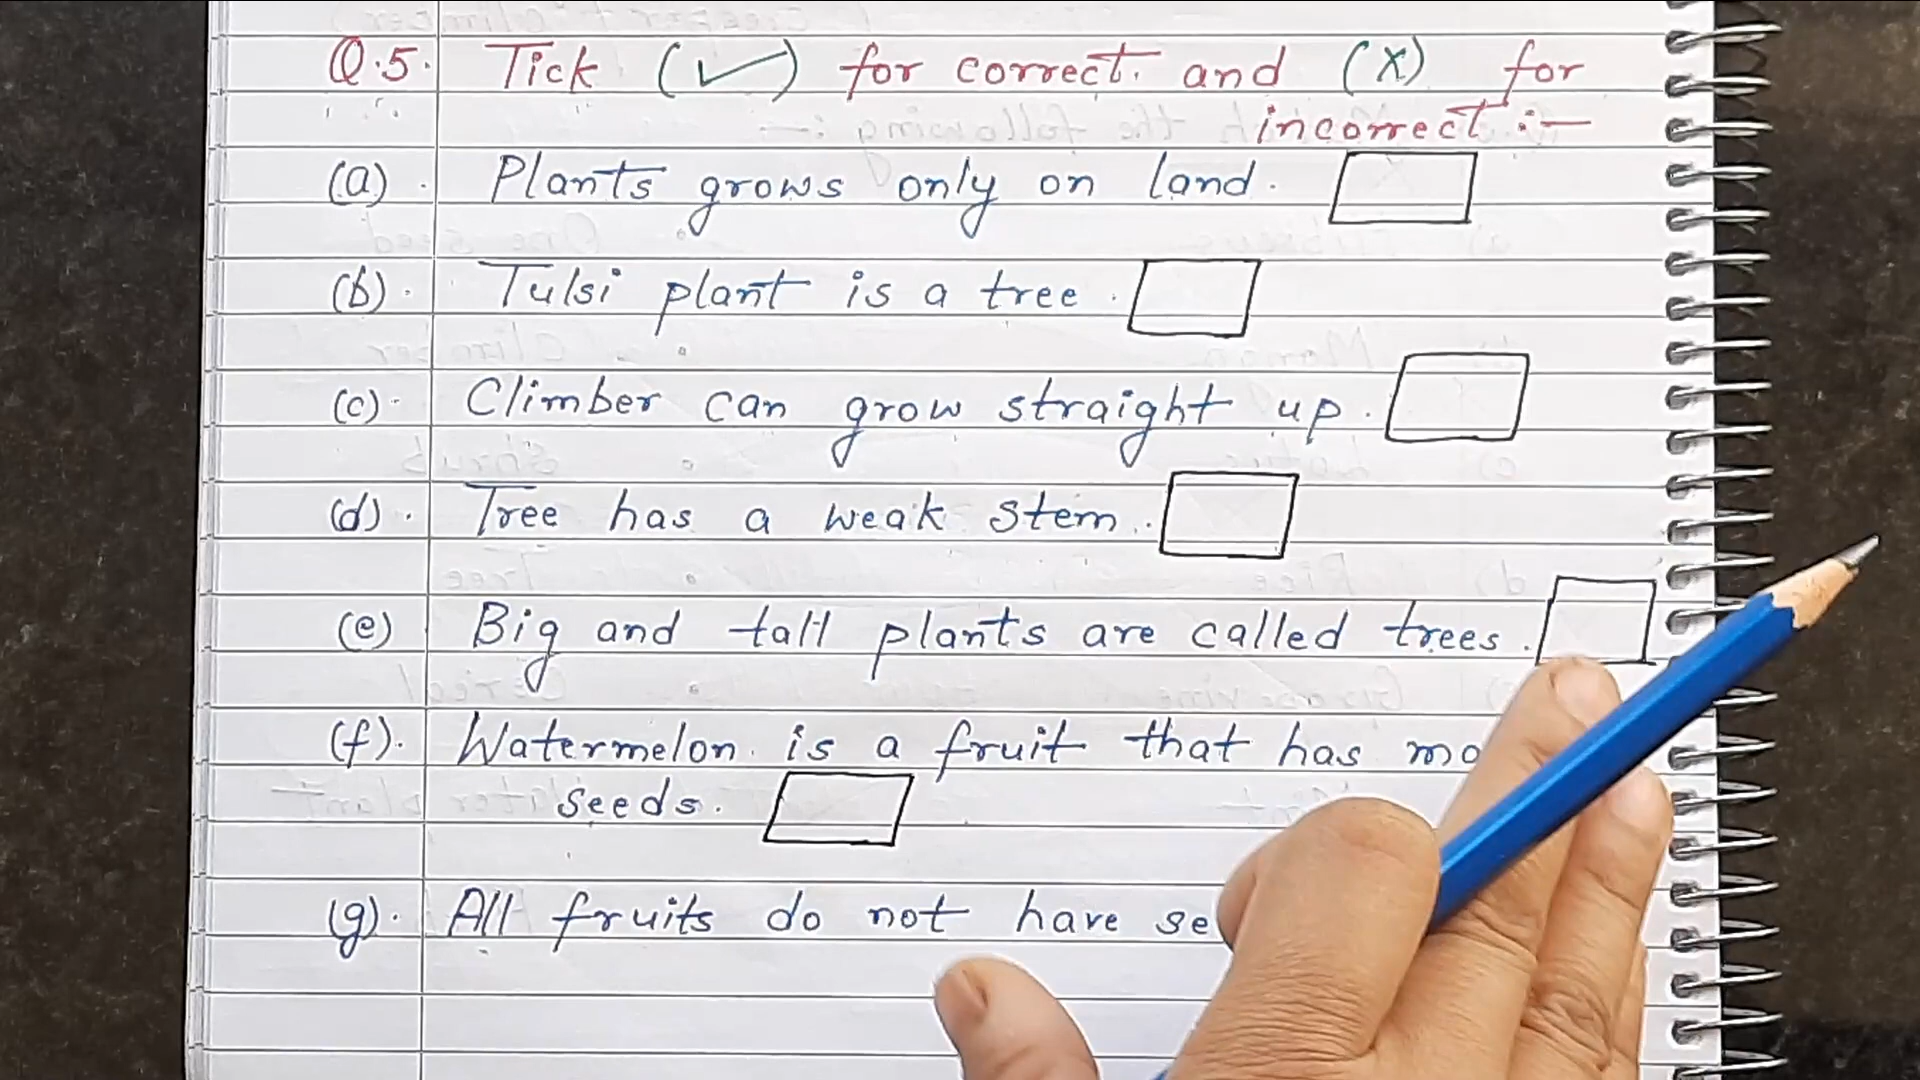 Q.5. Tick (✓) for correct. and (x) for
incorrect :-
(a). Plants grows only on land.
(b). Tulsi plant is a tree.
(c). Climber can grow straight up.
(d). Tree has a weak stem.
(e) Big and tall plants are called trees.
(f). Watermelon is a fruit that has
seeds.
(g). All fruits do not have